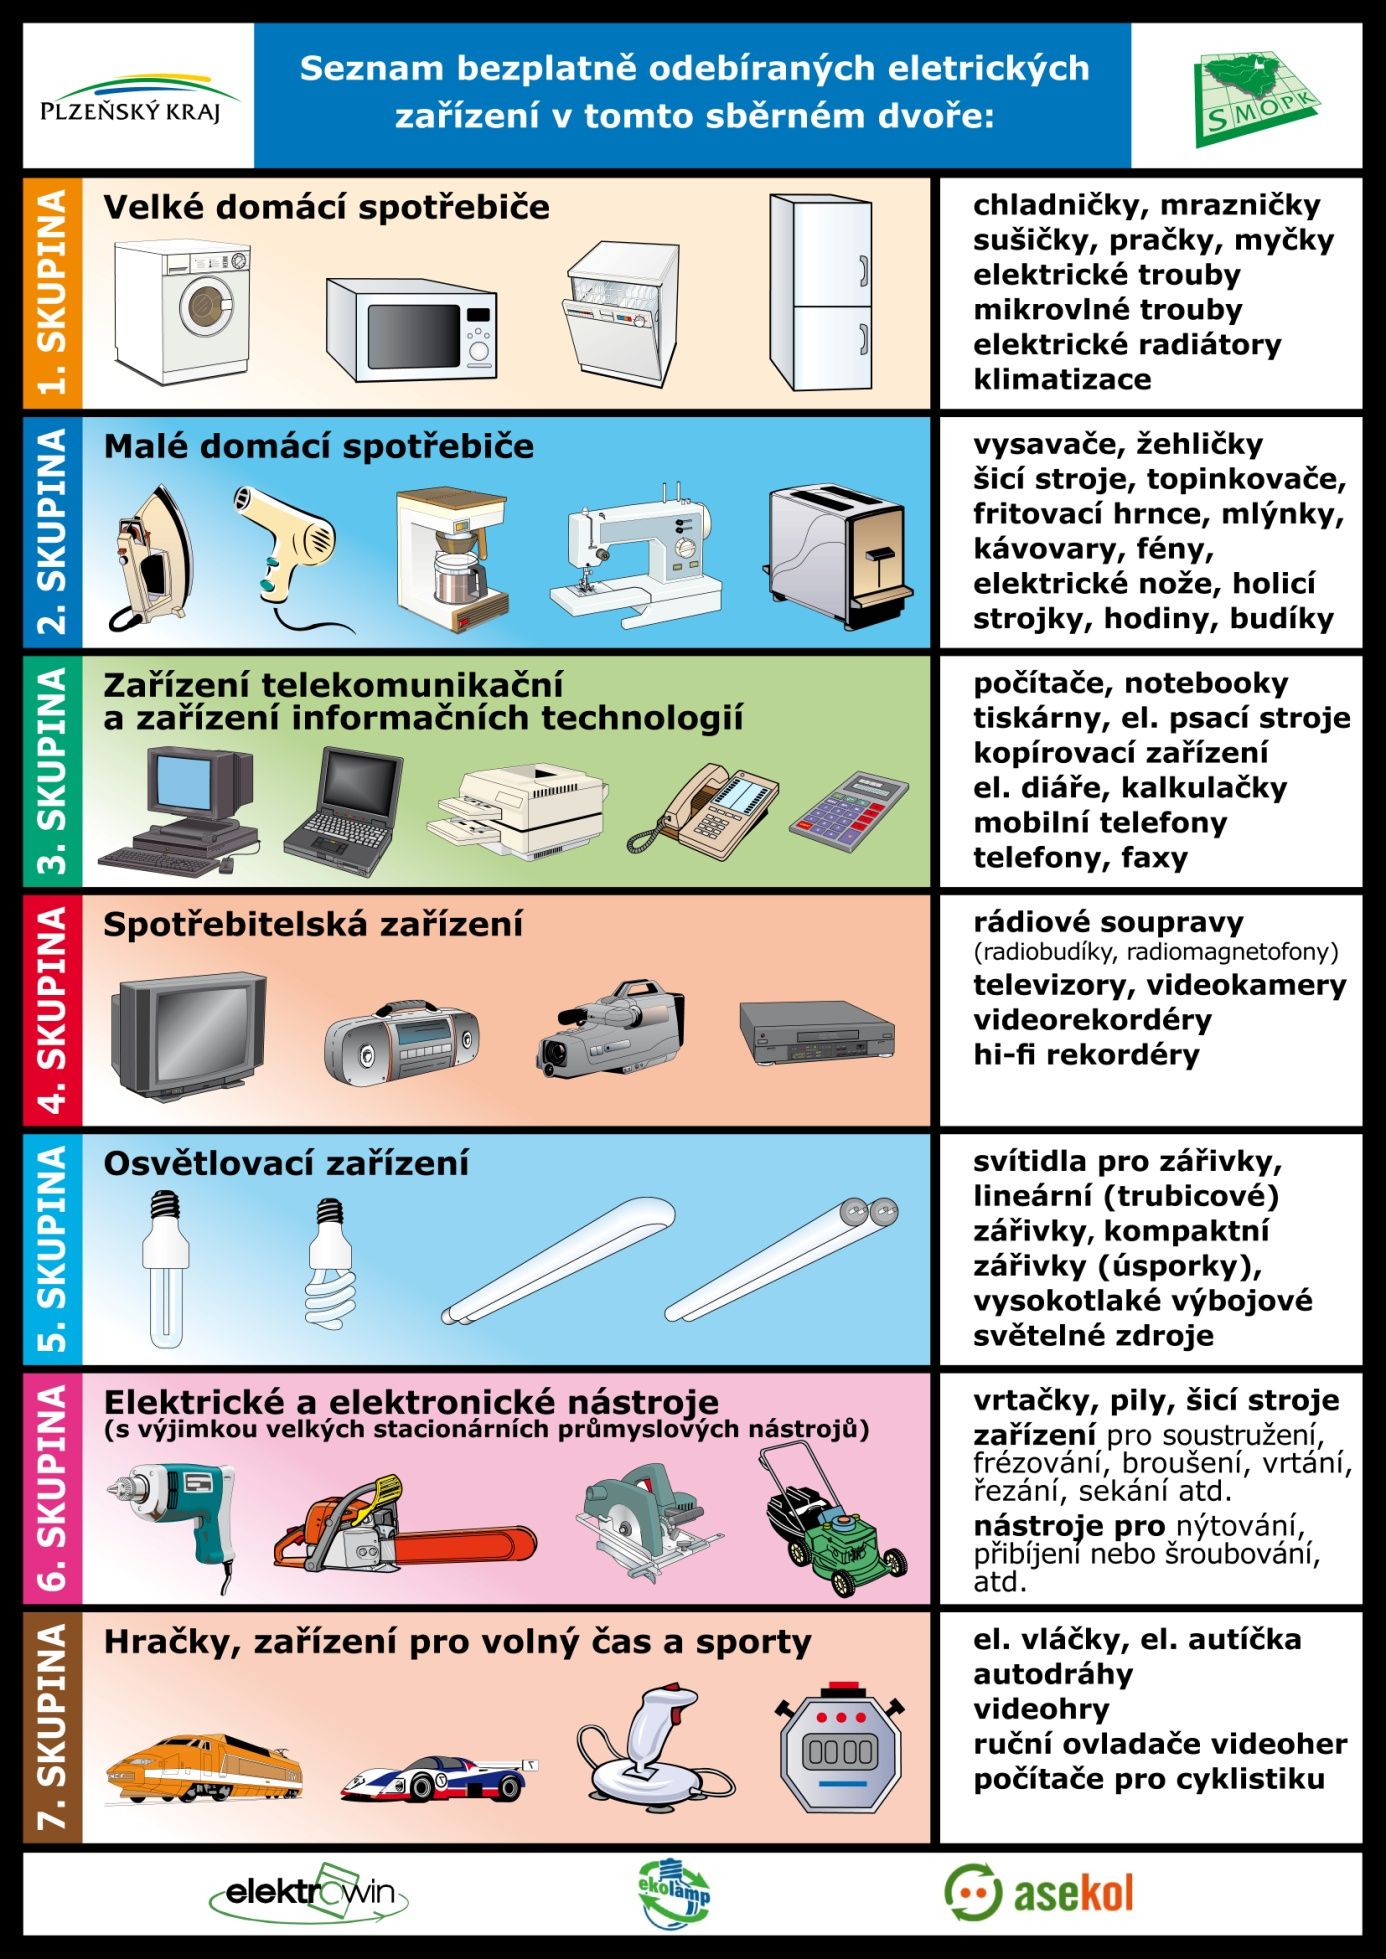 PLZEŇSKÝ KRAJ
Seznam bezplatně odebíraných eletrických
zařízení v tomto sběrném dvoře:
SMOPK
1. SKUPINA
Velké domácí spotřebiče
chladničky, mrazničky
sušičky, pračky, myčky
elektrické trouby
mikrovlné trouby
elektrické radiátory
klimatizace
2. SKUPINA
Malé domácí spotřebiče
vysavače, žehličky
šicí stroje, topinkovače,
fritovací hrnce, mlýnky,
kávovary, fény,
elektrické nože, holicí
strojky, hodiny, budíky
3. SKUPINA
Zařízení telekomunikační
a zařízení informačních technologií
počítače, notebooky
tiskárny, el. psací stroje
kopírovací zařízení
el. diáře, kalkulačky
mobilní telefony
telefony, faxy
4. SKUPINA
Spotřebitelská zařízení
rádiové soupravy
(radiobudíky, radiomagnetofony)
televizory, videokamery
videorekordéry
hi-fi rekordéry
5. SKUPINA
Osvětlovací zařízení
svítidla pro zářivky,
lineární (trubicové)
zářivky, kompaktní
zářivky (úsporky),
vysokotlaké výbojové
světelné zdroje
6. SKUPINA
Elektrické a elektronické nástroje
(s výjimkou velkých stacionárních průmyslových nástrojů)
vrtačky, pily, šicí stroje
zařízení pro soustružení,
frézování, broušení, vrtání,
řezání, sekání atd.
nástroje pro nýtování,
přibíjení nebo šroubování,
atd.
7. SKUPINA
Hračky, zařízení pro volný čas a sporty
0000
el. vláčky, el. autíčka
autodráhy
videohry
ruční ovladače videoher
počítače pro cyklistiku
elektrowin
ekolamp
asekol